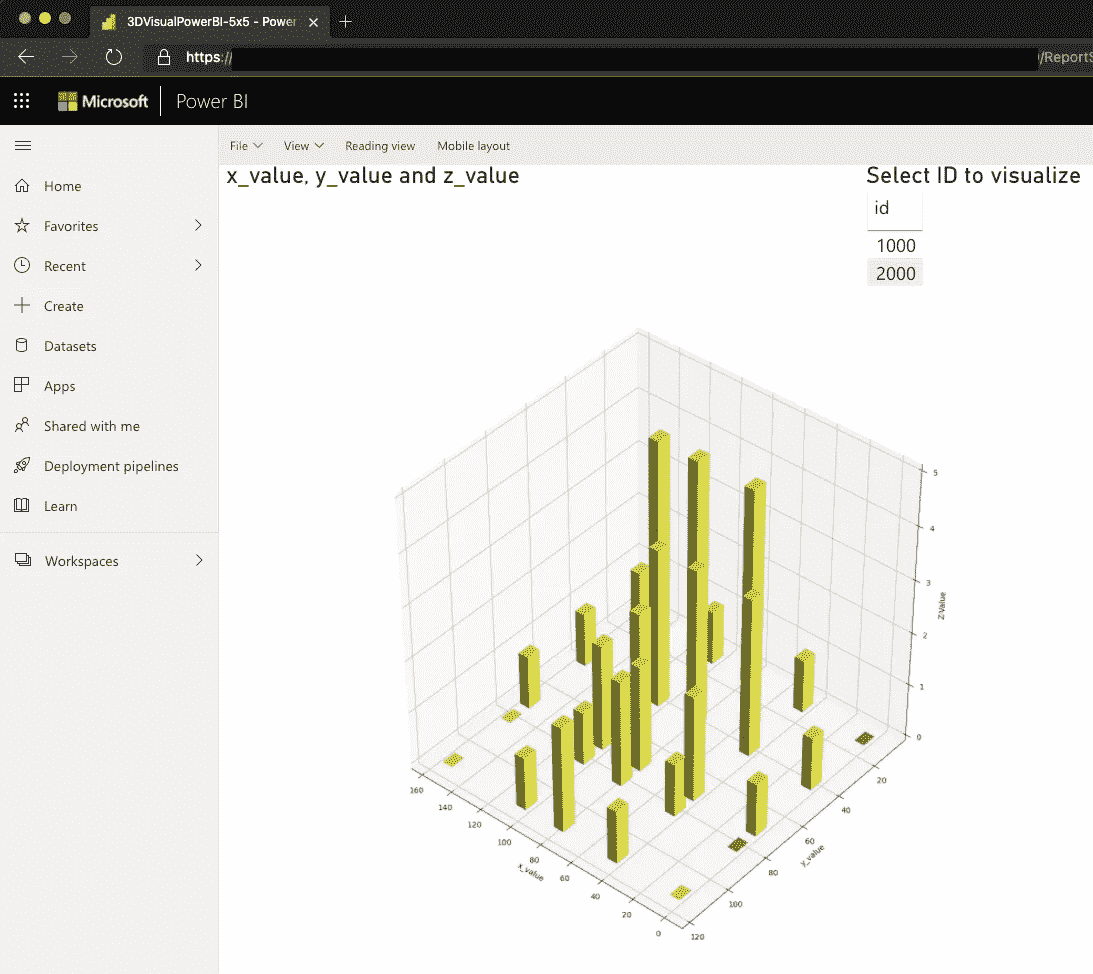 3DVisualPowerBI-5x5 - Power
https://
/ReportS
Microsoft
Power BI
File
View
Reading view
Mobile layout
Home
Favorites
Recent
Create
Datasets
Apps
Shared with me
Deployment pipelines
Learn
Workspaces
x_value, y_value and z_value
Select ID to visualize
id
1000
2000
5
4
3
2
1
0
Z-Value
160
140
120
100
80
60
40
20
0
x_value
20
40
60
80
100
120
y_value